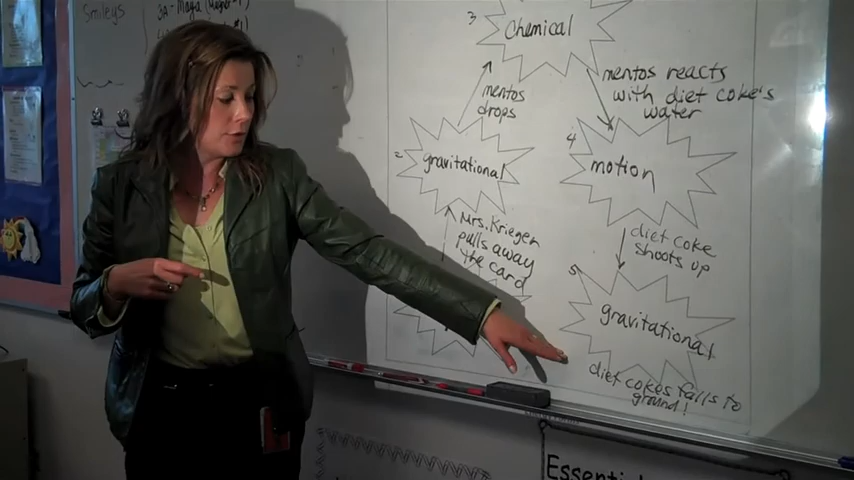 Smileys
3A-Maya
3
Chemical
mentos
drops
mentos reacts
with diet coke's
water
2
gravitational
4
motion
Mrs. Krieger
pulls away
the card
diet coke
shoots up
5
gravitational
diet cokes falls to
ground!
Essenti